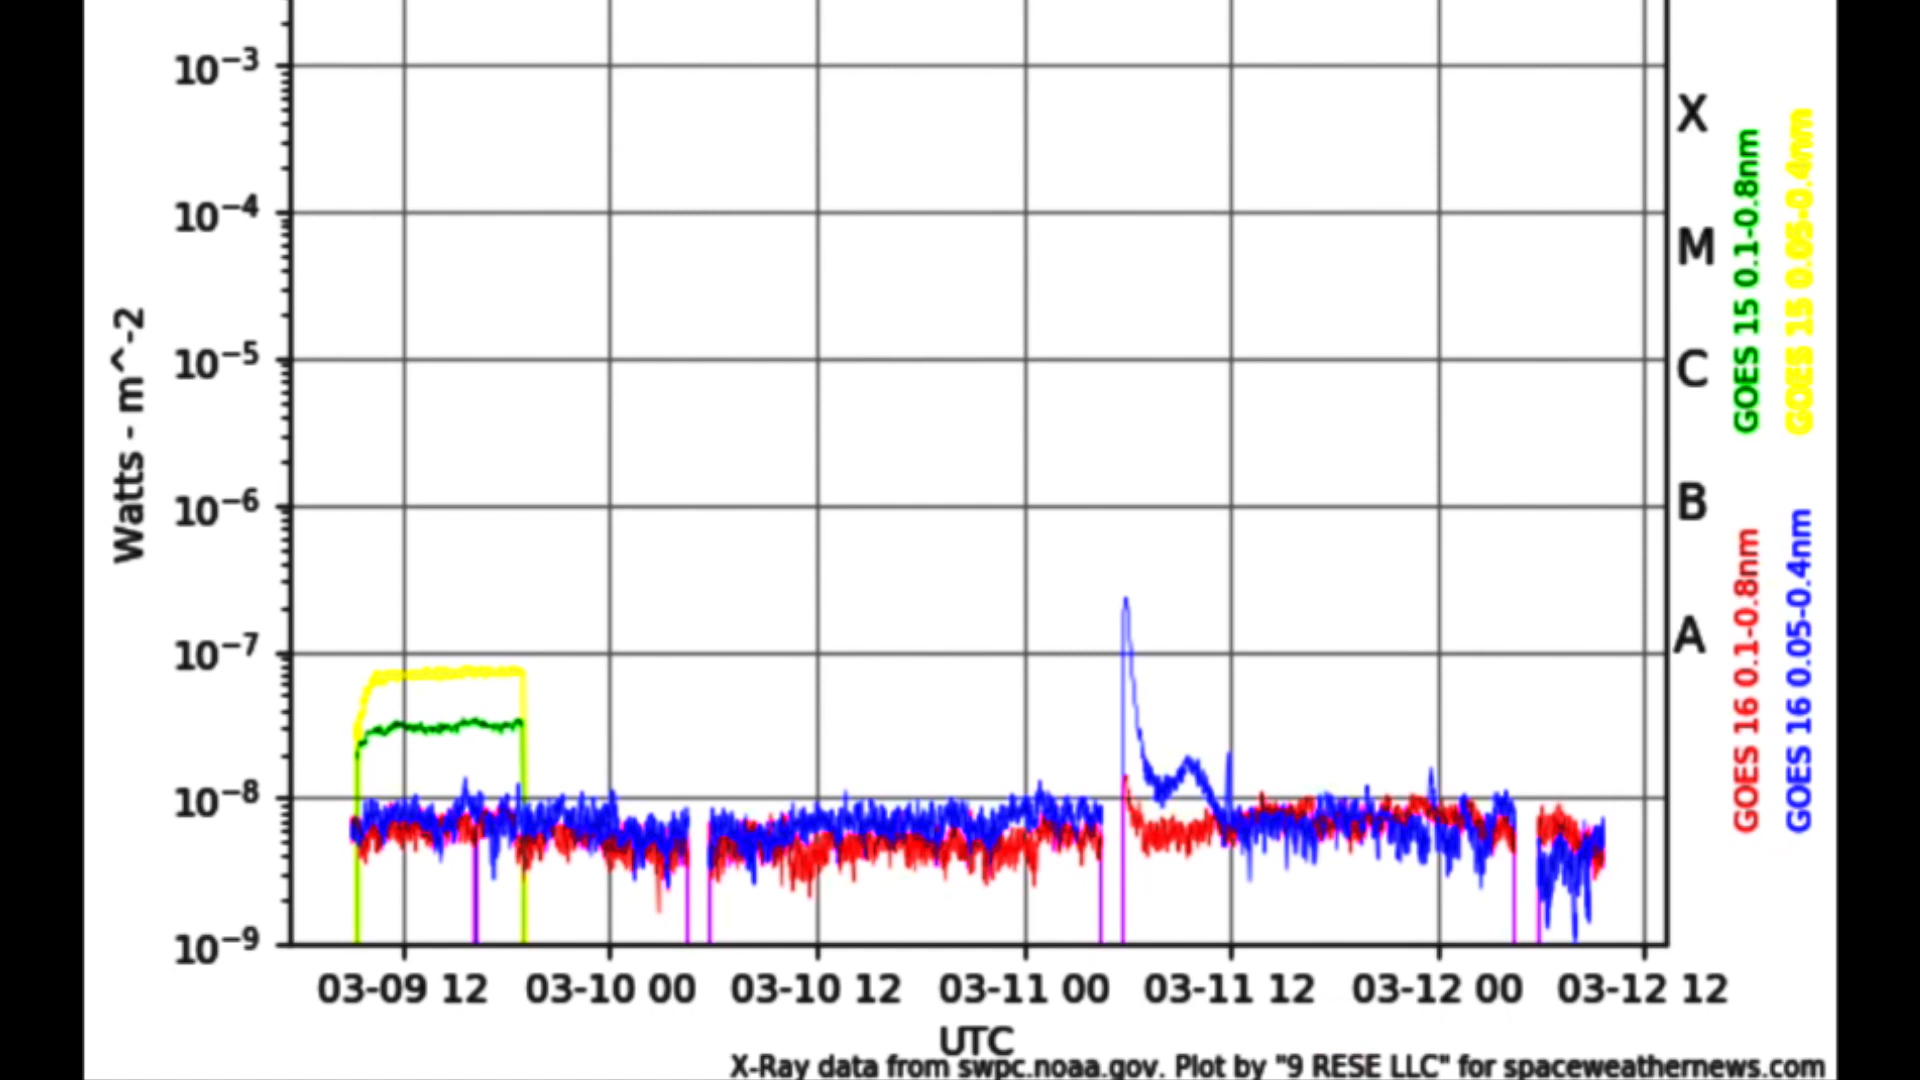 10−3
10−4
10−5
10−6
10−7
10−8
10−9
Watts - m^-2
X
M
C
B
A
GOES 15 0.1-0.8nm
GOES 15 0.05-0.4nm
GOES 16 0.1-0.8nm
GOES 16 0.05-0.4nm
03-09 12 03-10 00 03-10 12 03-11 00 03-11 12 03-12 00 03-12 12
UTC
X-Ray data from swpc.noaa.gov. Plot by "9 RESE LLC" for spaceweathernews.com